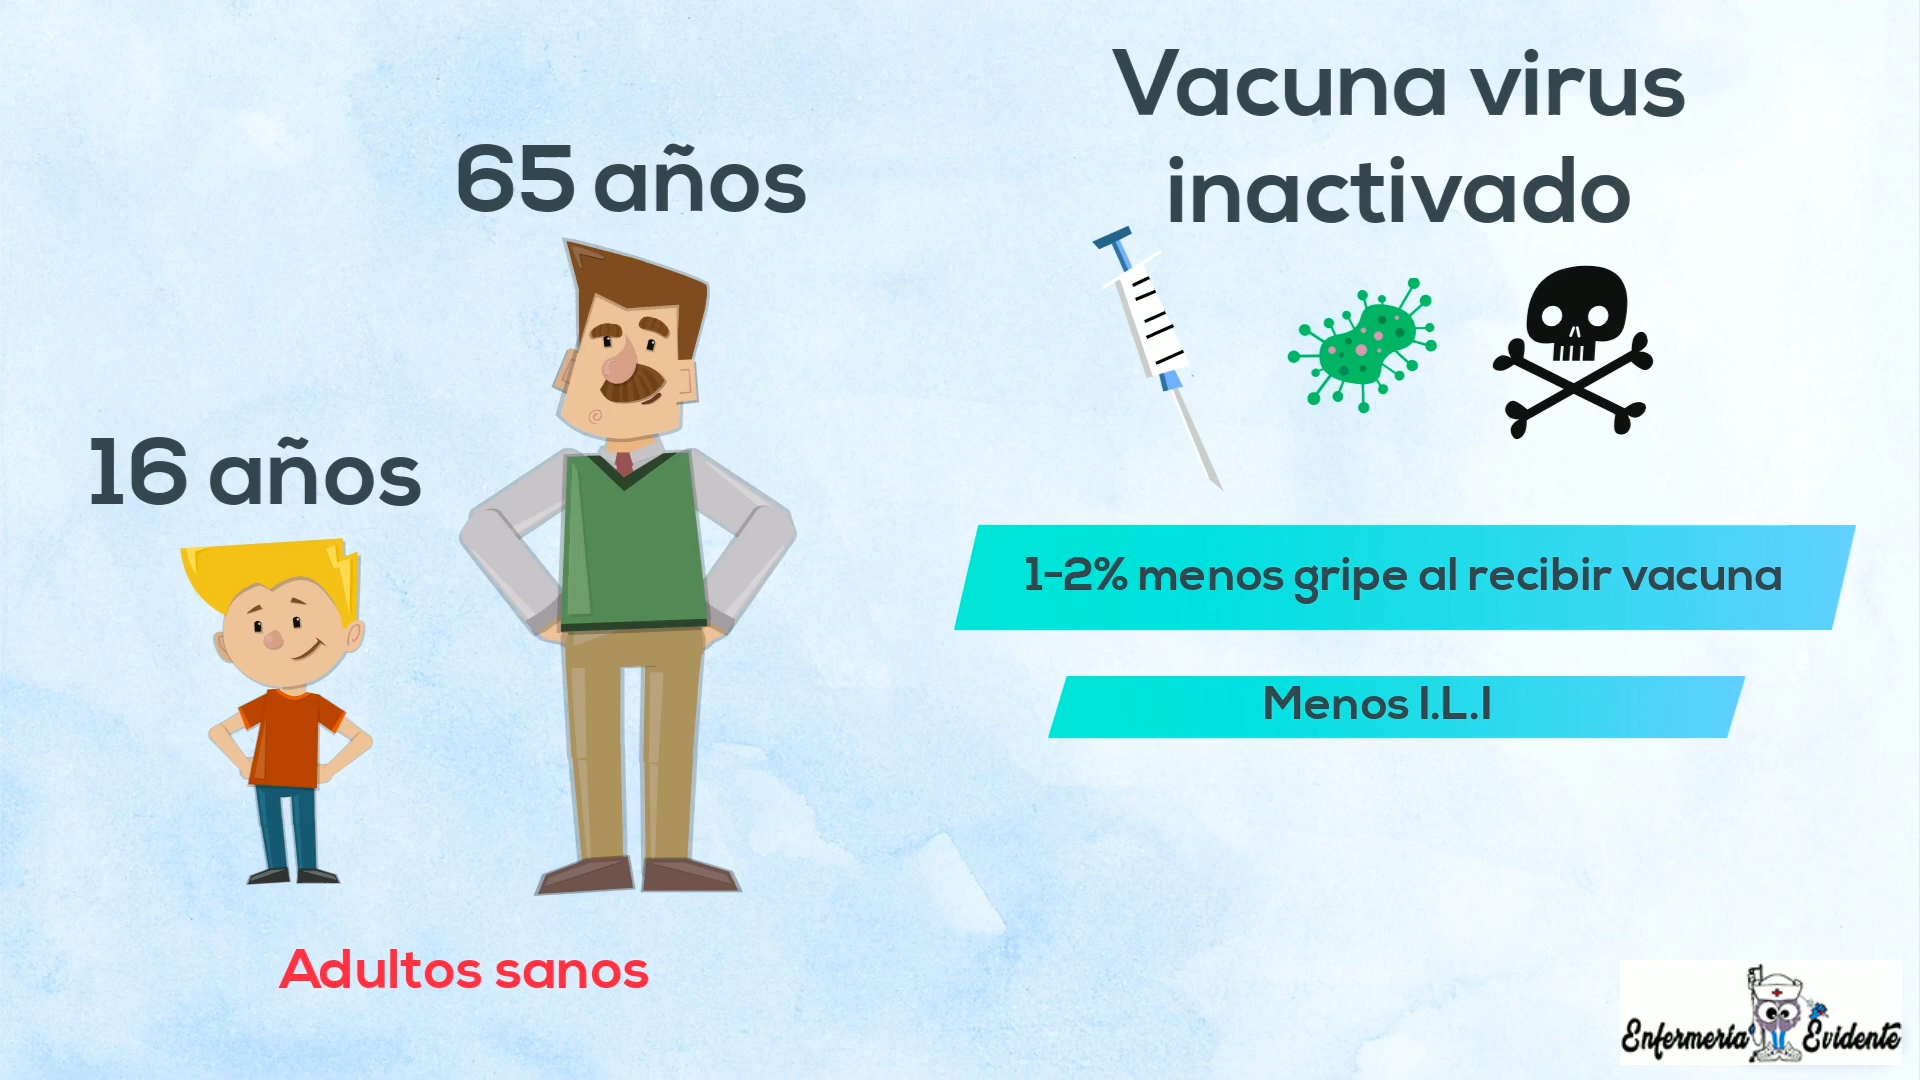 Vacuna virus
inactivado
65 años
16 años
1-2% menos gripe al recibir vacuna
Menos I.L.I
Adultos sanos
Enfermería Evidente